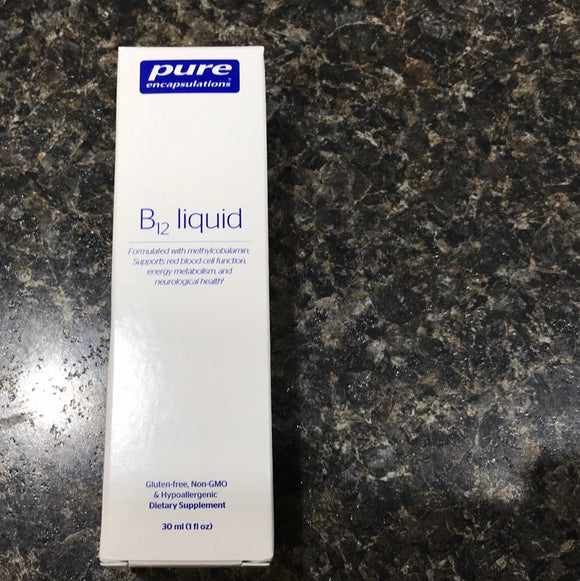 pure
encapsulations
B12 liquid
Formulated with methylcobalamin;
Supports red blood cell function,
energy metabolism, and
neurological health‡
Gluten-free, Non-GMO
& Hypoallergenic
Dietary Supplement
30 ml (1 fl oz)